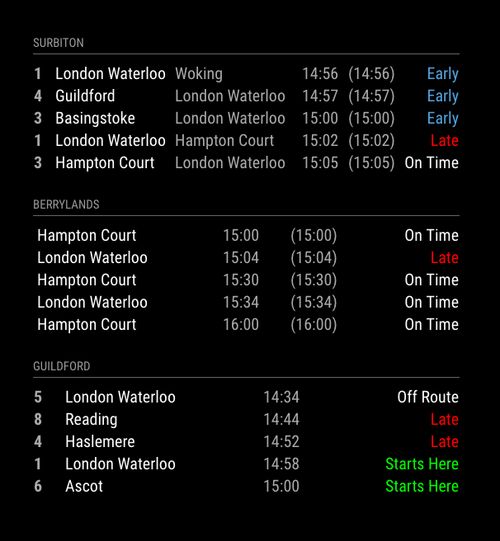 SURBITON
1 London Waterloo Woking 14:56 (14:56) Early
4 Guildford London Waterloo 14:57 (14:57) Early
3 Basingstoke London Waterloo 15:00 (15:00) Early
1 London Waterloo Hampton Court 15:02 (15:02) Late
3 Hampton Court London Waterloo 15:05 (15:05) On Time
BERRYLANDS
Hampton Court 15:00 (15:00) On Time
London Waterloo 15:04 (15:04) Late
Hampton Court 15:30 (15:30) On Time
London Waterloo 15:34 (15:34) On Time
Hampton Court 16:00 (16:00) On Time
GUILDFORD
5 London Waterloo 14:34 Off Route
8 Reading 14:44 Late
4 Haslemere 14:52 Late
1 London Waterloo 14:58 Starts Here
6 Ascot 15:00 Starts Here